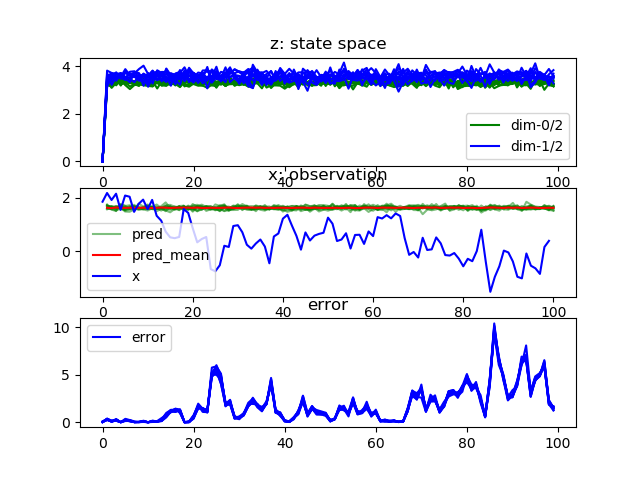 z: state space
4
2
0
dim-0/2
dim-1/2
0 20 40 60 80 100
x: observation
2
0
pred
pred_mean
x
0 20 40 60 80 100
error
10
5
0
error
0 20 40 60 80 100